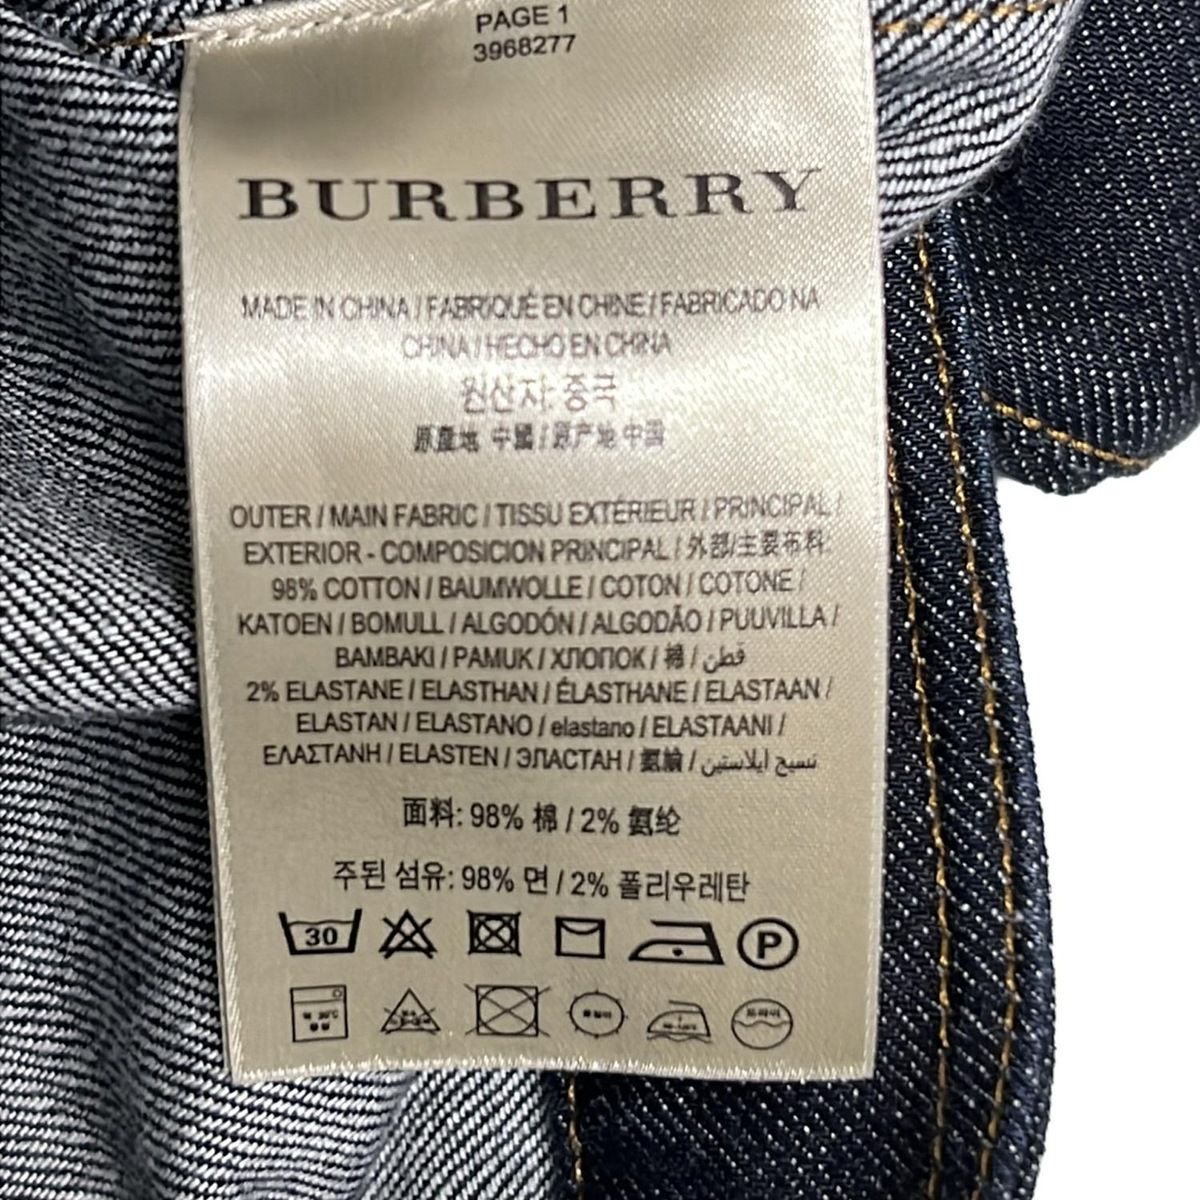 PAGE 1
3968277
BURBERRY
MADE IN CHINA / FABRIQUÉ EN CHINE / FABRICADO NA
CHINA / HECHO EN CHINA
원산지: 중국
原產地 中國 / 原产地 中国
OUTER / MAIN FABRIC / TISSU EXTÉRIEUR / PRINCIPAL /
EXTERIOR - COMPOSICION PRINCIPAL / 外部/主要布料:
98% COTTON / BAUMWOLLE / COTON / COTONE /
KATOEN / BOMULL / ALGODÓN / ALGODÃO / PUUVILLA /
BAMBAKI / PAMUK / ХЛОПОК / 棉 / قطن
2% ELASTANE / ELASTHAN / ÉLASTHANE / ELASTAAN /
ELASTAN / ELASTANO / elastano / ELASTAANI /
ΕΛΑΣΤΑΝΗ / ELASTEN / ЭЛАСТАН / 氨綸 / نسيج ايلاستين
面料: 98% 棉 / 2% 氨纶
주된 섬유: 98% 면 / 2% 폴리우레탄
30 P
드라이